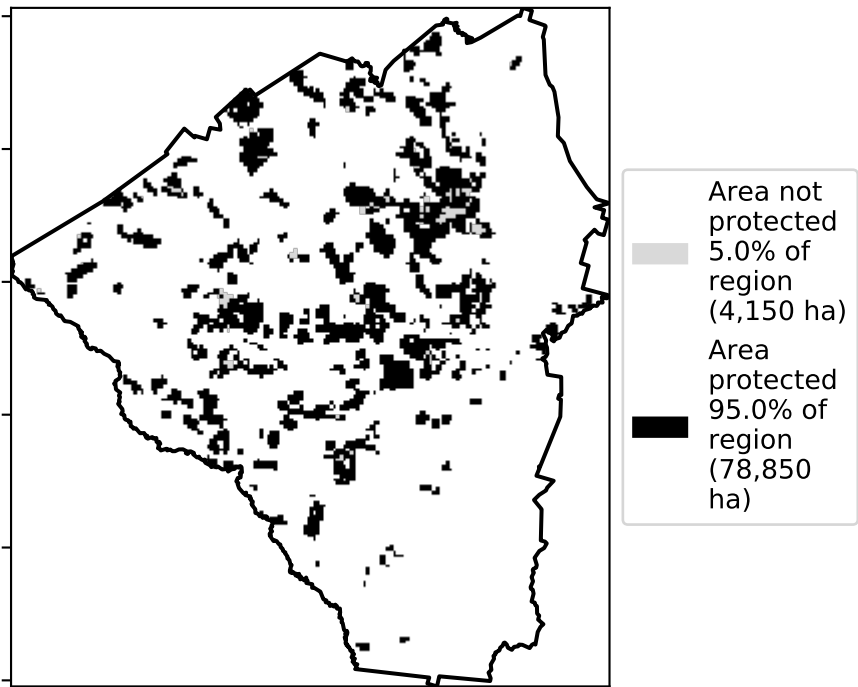 Area not
protected
5.0% of
region
(4,150 ha)
Area
protected
95.0% of
region
(78,850
ha)